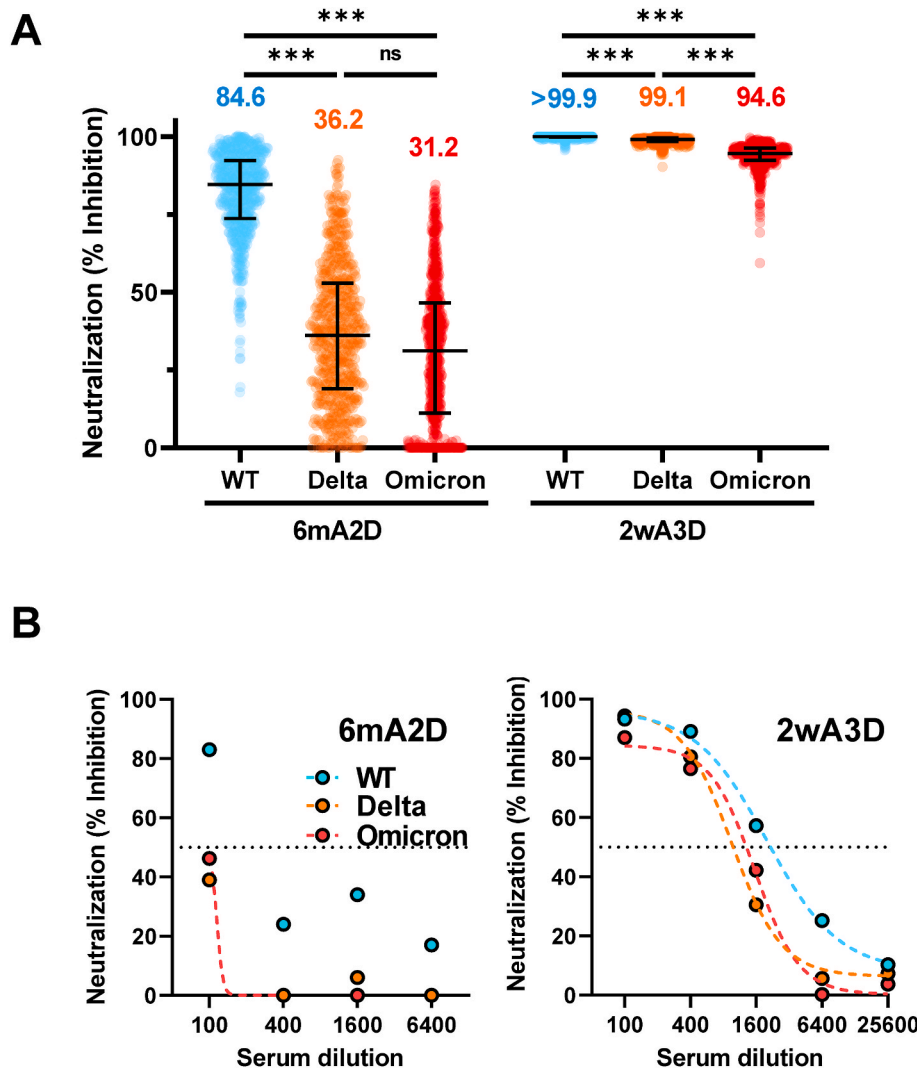 A
*** ***
*** ns *** ***
84.6 36.2 31.2 >99.9 99.1 94.6
Neutralization (% Inhibition)
100
50
0
WT Delta Omicron WT Delta Omicron
6mA2D 2wA3D
B
Neutralization (% Inhibition)
100
80
60
40
20
0
6mA2D
WT
Delta
Omicron
100 400 1600 6400
Serum dilution
Neutralization (% Inhibition)
100
80
60
40
20
0
2wA3D
100 400 1600 6400 25600
Serum dilution